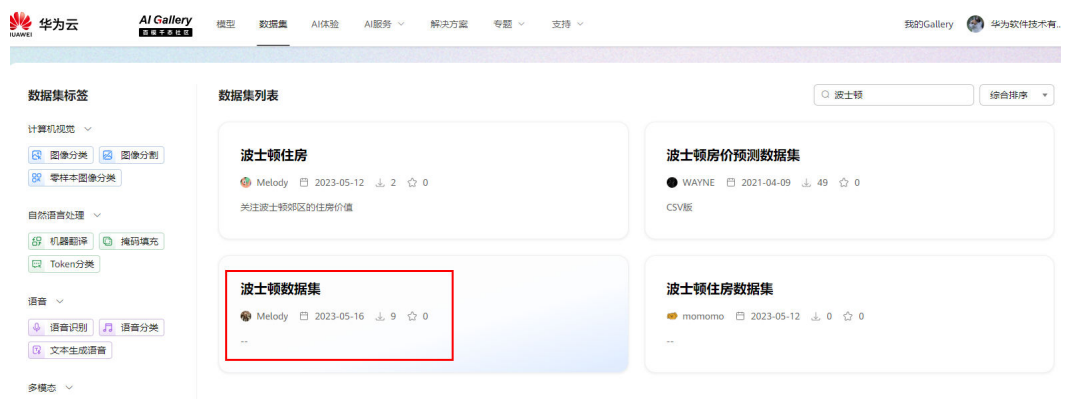 HUAWEI 华为云 AI Gallery 百模千态社区 模型 数据集 AI体验 AI服务 解决方案 专题 支持 我的Gallery 华为软件技术有..
数据集标签
计算机视觉
图像分类 图像分割
零样本图像分类
自然语言处理
机器翻译 掩码填充
Token分类
语音
语音识别 语音分类
文本生成语音
多模态
数据集列表 波士顿 综合排序
波士顿住房
Melody 2023-05-12 2 0
关注波士顿郊区的住房价值
波士顿房价预测数据集
WAYNE 2021-04-09 49 0
CSV版
波士顿数据集
Melody 2023-05-16 9 0
--
波士顿住房数据集
momomo 2023-05-12 0 0
--